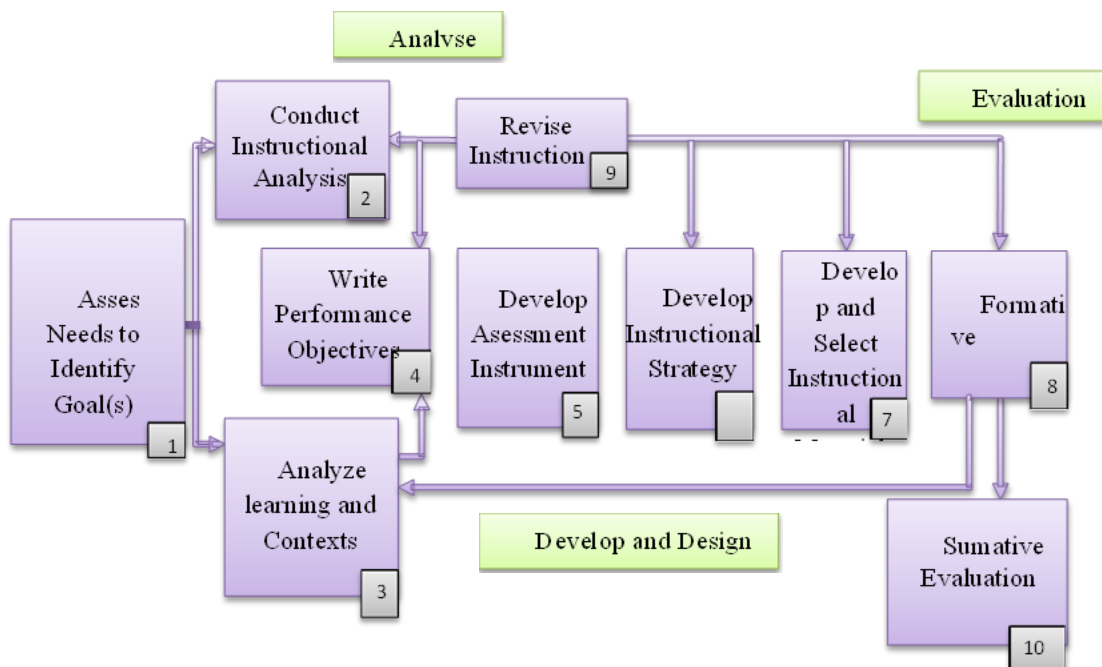 Analvse
Evaluation
Conduct
Instructional
Analysis
2
Revise
Instruction
9
Asses
Needs to
Identify
Goal(s)
1
Write
Performance
Objectives
4
Develop
Asessment
Instrument
5
Develop
Instructional
Strategy
Develo
p and
Select
Instruction
al
7
Formati
ve
8
Analyze
learning and
Contexts
3
Develop and Design
Sumative
Evaluation
10